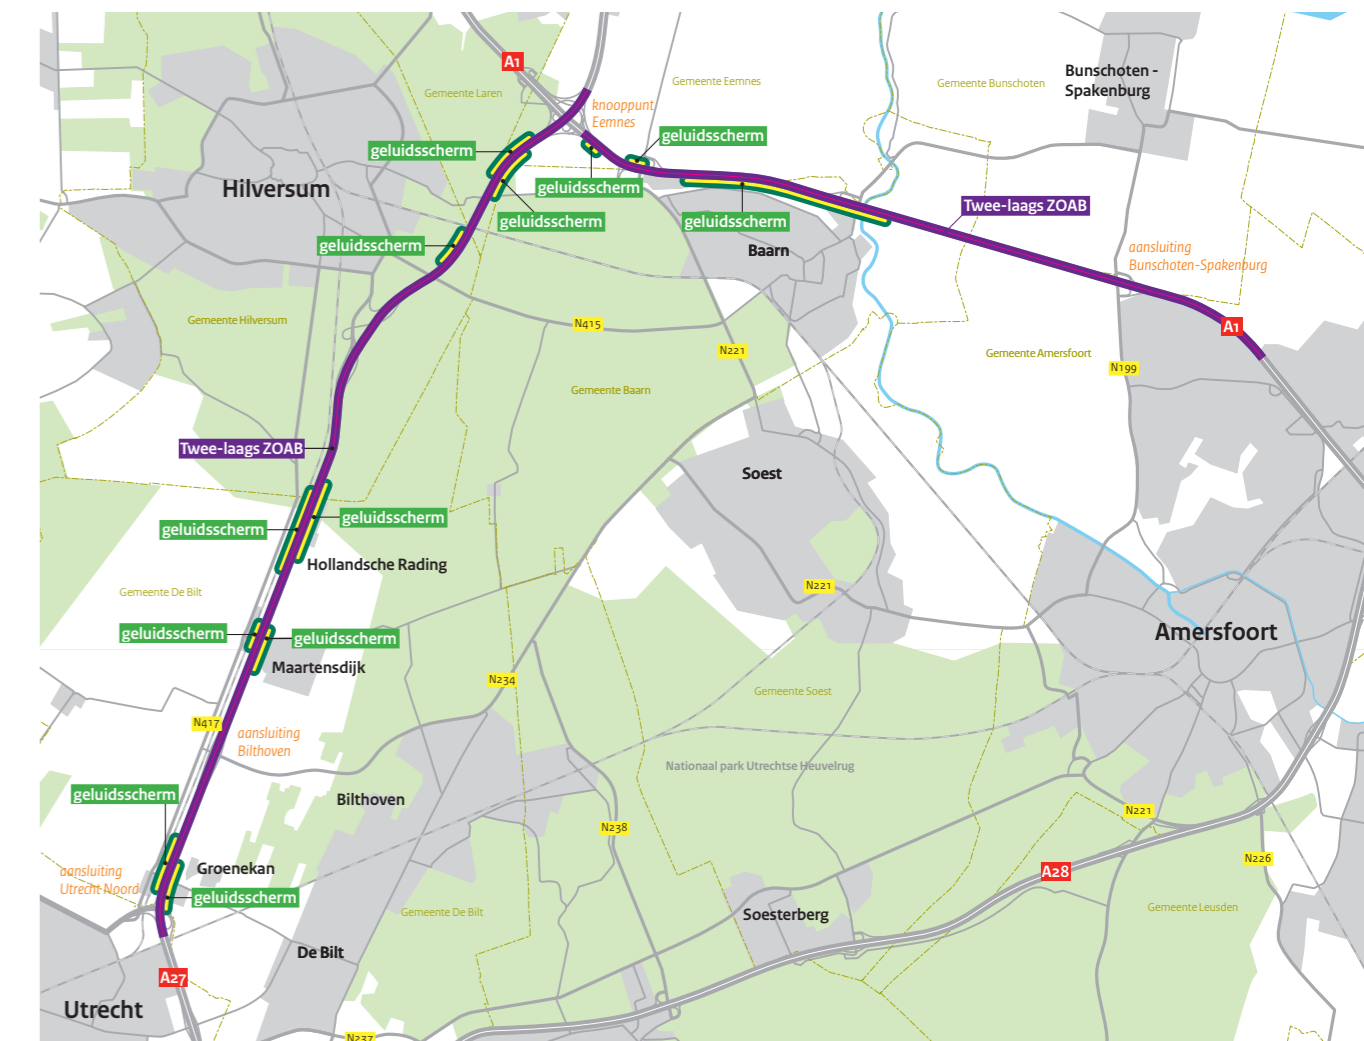 A1
Bunschoten -
Spakenburg
Gemeente Eemnes
Gemeente Bunschoten
Gemeente Laren
knooppunt
Eemnes
geluidsscherm
geluidsscherm
Hilversum
geluidsscherm
Twee-laags ZOAB
geluidsscherm
geluidsscherm
geluidsscherm
Baarn
aansluiting
Bunschoten-Spakenburg
Gemeente Hilversum
N415
A1
N221
Gemeente Amersfoort
N199
Gemeente Baarn
Twee-laags ZOAB
Soest
geluidsscherm
geluidsscherm
Hollandsche Rading
N221
Gemeente De Bilt
geluidsscherm
geluidsscherm
Amersfoort
Maartensdijk
N234
Gemeente Soest
N417
aansluiting
Bilthoven
Nationaal park Utrechtse Heuvelrug
geluidsscherm
Bilthoven
N221
N238
N226
Groenekan
aansluiting
Utrecht Noord
A28
geluidsscherm
Gemeente De Bilt
Soesterberg
Gemeente Leusden
De Bilt
A27
Utrecht
N237